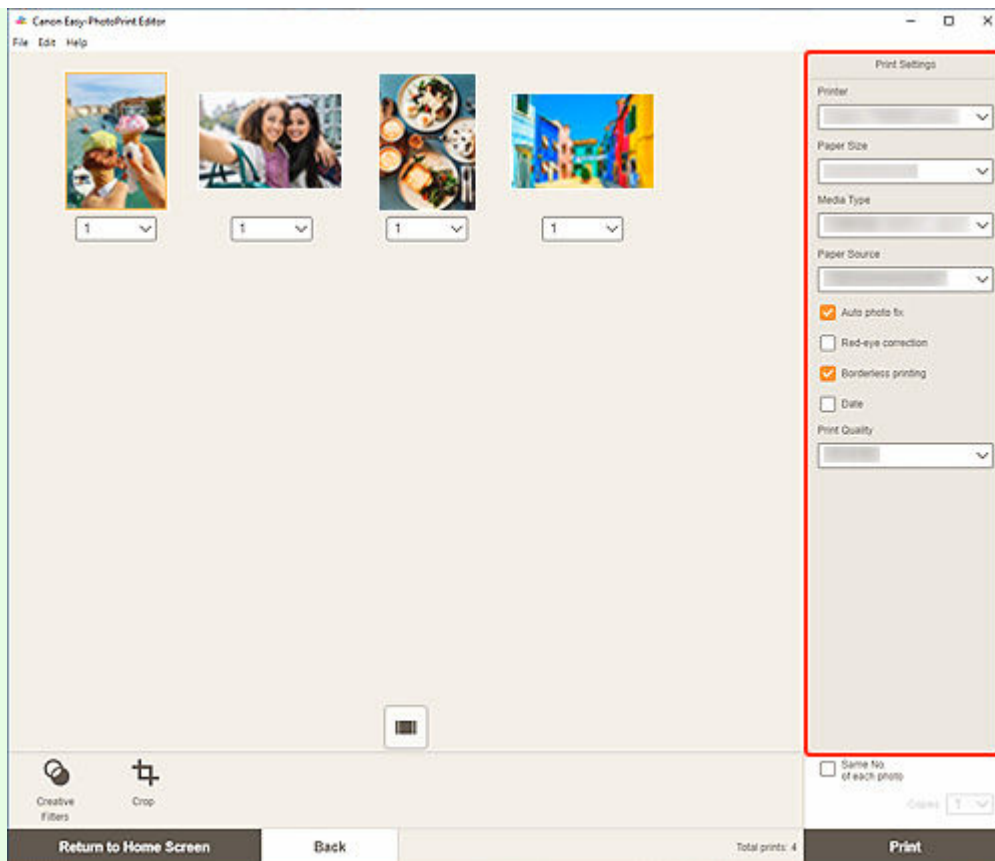 Canon Easy-PhotoPrint Editor
File Edit Help
Print Settings
Printer
Paper Size
Media Type
Paper Source
Auto photo fix
Red-eye correction
Borderless printing
Date
Print Quality
1 1 1 1
Creative
Filters
Crop
Same No.
of each photo
Copies 1
Return to Home Screen
Back
Total prints: 4
Print